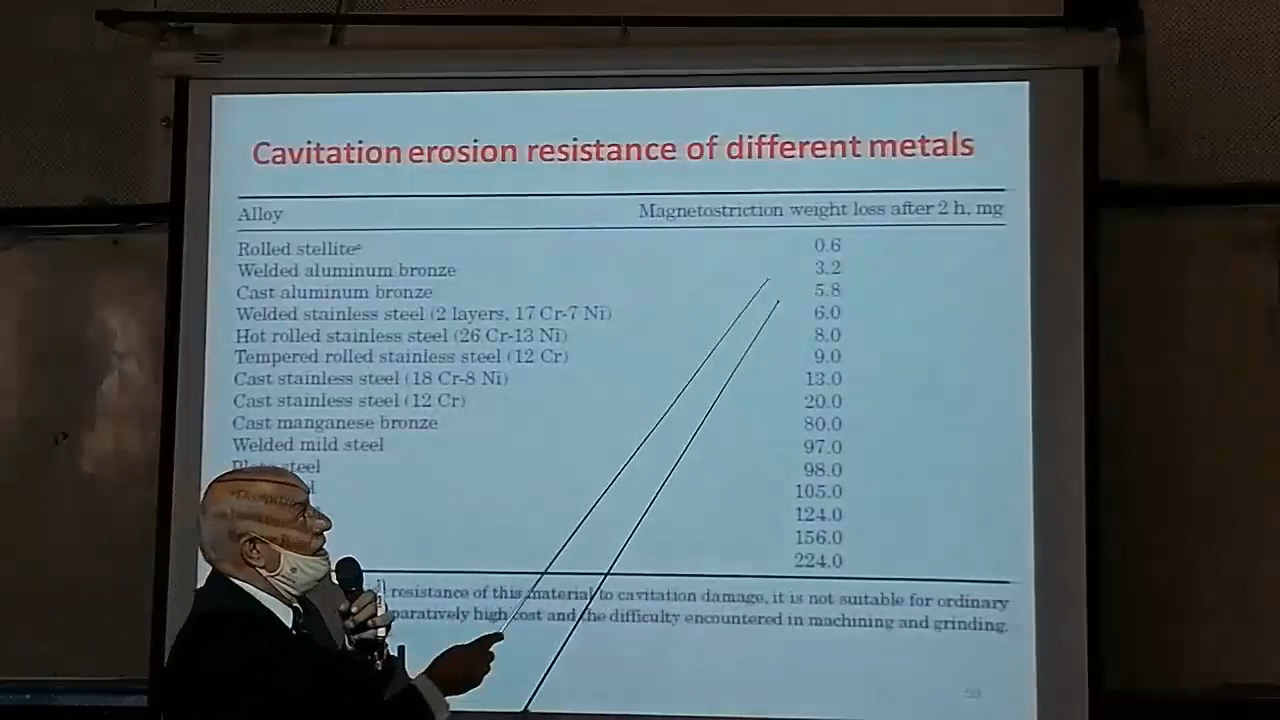 Cavitation erosion resistance of different metals
Alloy Magnetostriction weight loss after 2 h, mg
Rolled stellite 0.6
Welded aluminum bronze 3.2
Cast aluminum bronze 5.8
Welded stainless steel (2 layers, 17 Cr-7 Ni) 6.0
Hot rolled stainless steel (26 Cr-13 Ni) 8.0
Tempered rolled stainless steel (12 Cr) 9.0
Cast stainless steel (18 Cr-8 Ni) 13.0
Cast stainless steel (12 Cr) 20.0
Cast manganese bronze 80.0
Welded mild steel 97.0
steel 98.0
105.0
124.0
156.0
224.0
resistance of this material to cavitation damage, it is not suitable for ordinary
high cost and the difficulty encountered in machining and grinding.
59